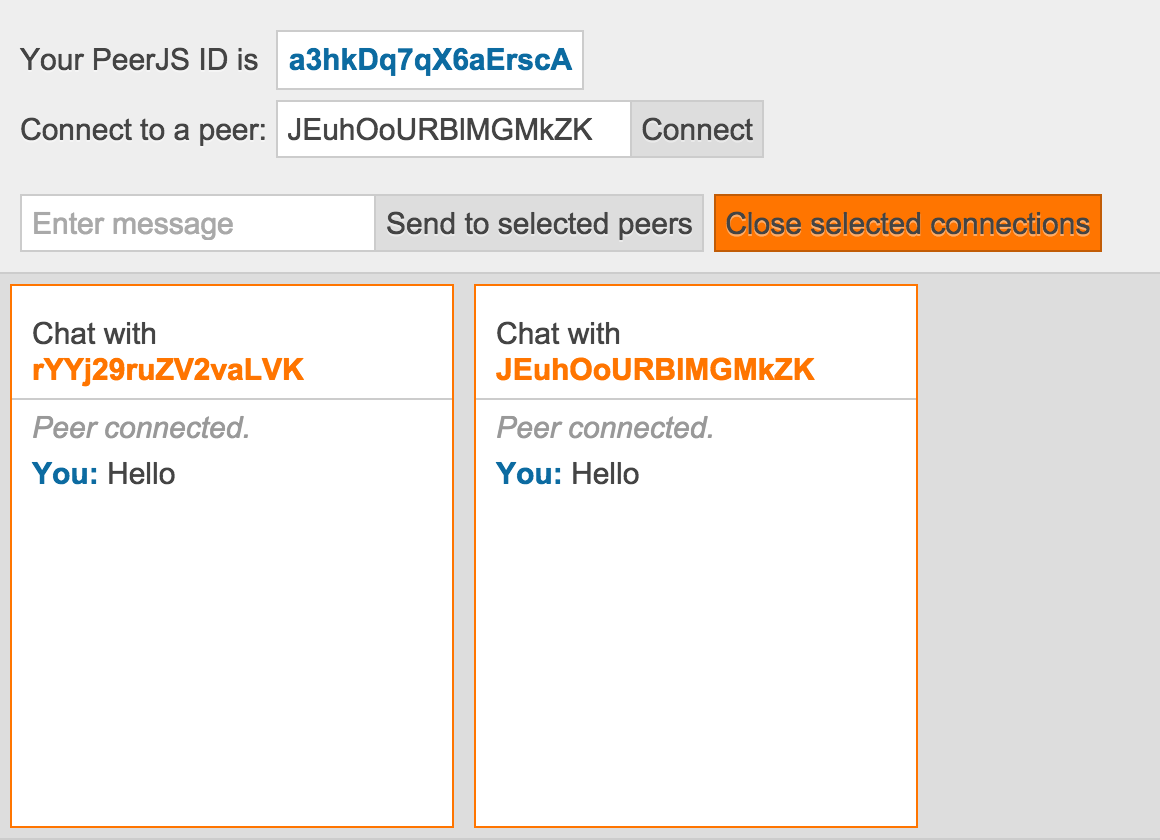 Your PeerJS ID is a3hkDq7qX6aErscA
Connect to a peer: JEuhOoURBIMGMkZK Connect
Enter message Send to selected peers Close selected connections
Chat with
rYYj29ruZV2vaLVK
Peer connected.
You: Hello
Chat with
JEuhOoURBIMGMkZK
Peer connected.
You: Hello